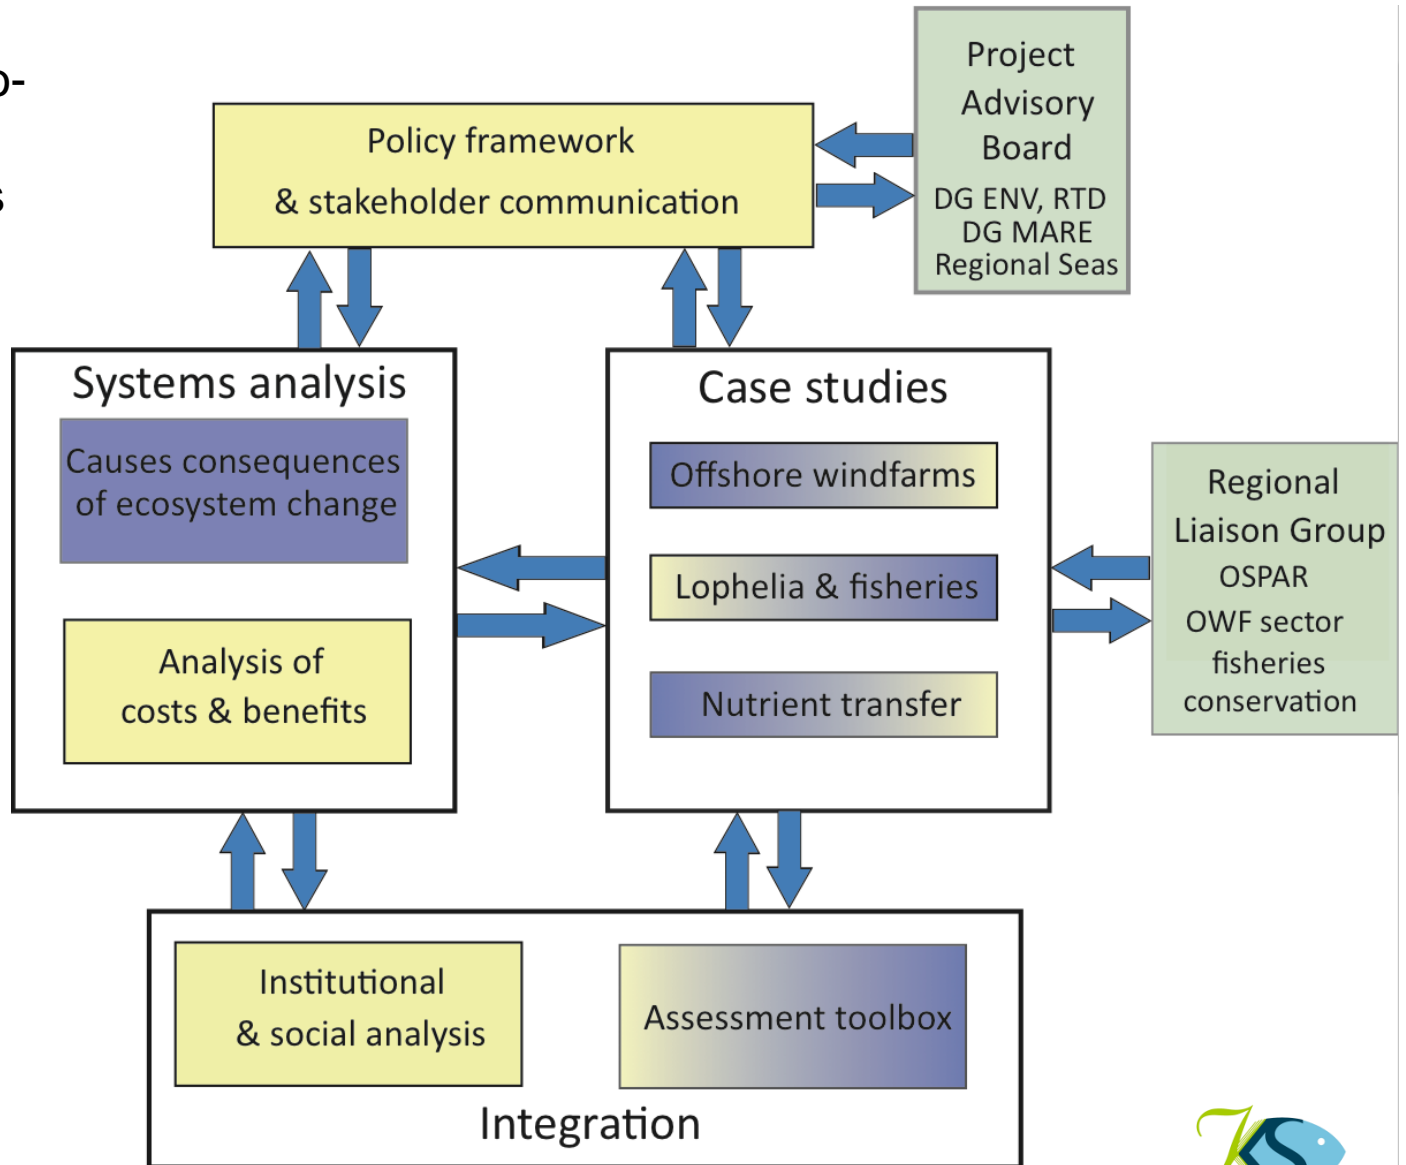 o-
s
Project
Advisory
Board
DG ENV, RTD
DG MARE
Regional Seas
Policy framework
& stakeholder communication
Systems analysis
Causes consequences
of ecosystem change
Analysis of
costs & benefits
Case studies
Offshore windfarms
Lophelia & fisheries
Nutrient transfer
Regional
Liaison Group
OSPAR
OWF sector
fisheries
conservation
Institutional
& social analysis
Assessment toolbox
Integration